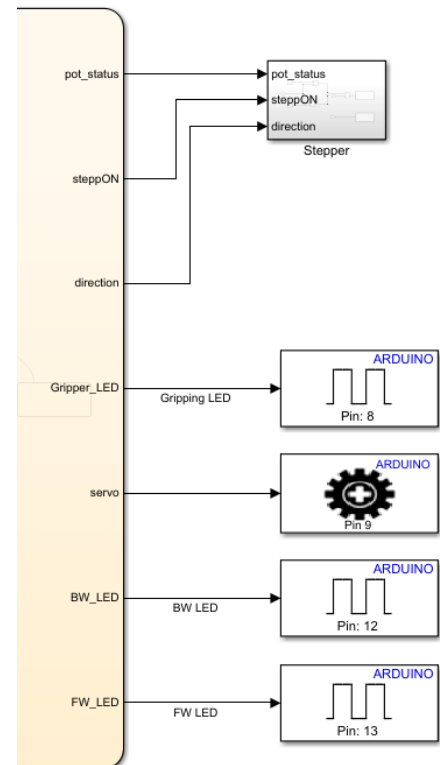 pot_status
pot_status
steppON
direction
Stepper
steppON
direction
Gripper_LED
Gripping LED
ARDUINO
Pin: 8
servo
ARDUINO
Pin 9
BW_LED
BW LED
ARDUINO
Pin: 12
FW_LED
FW LED
ARDUINO
Pin: 13